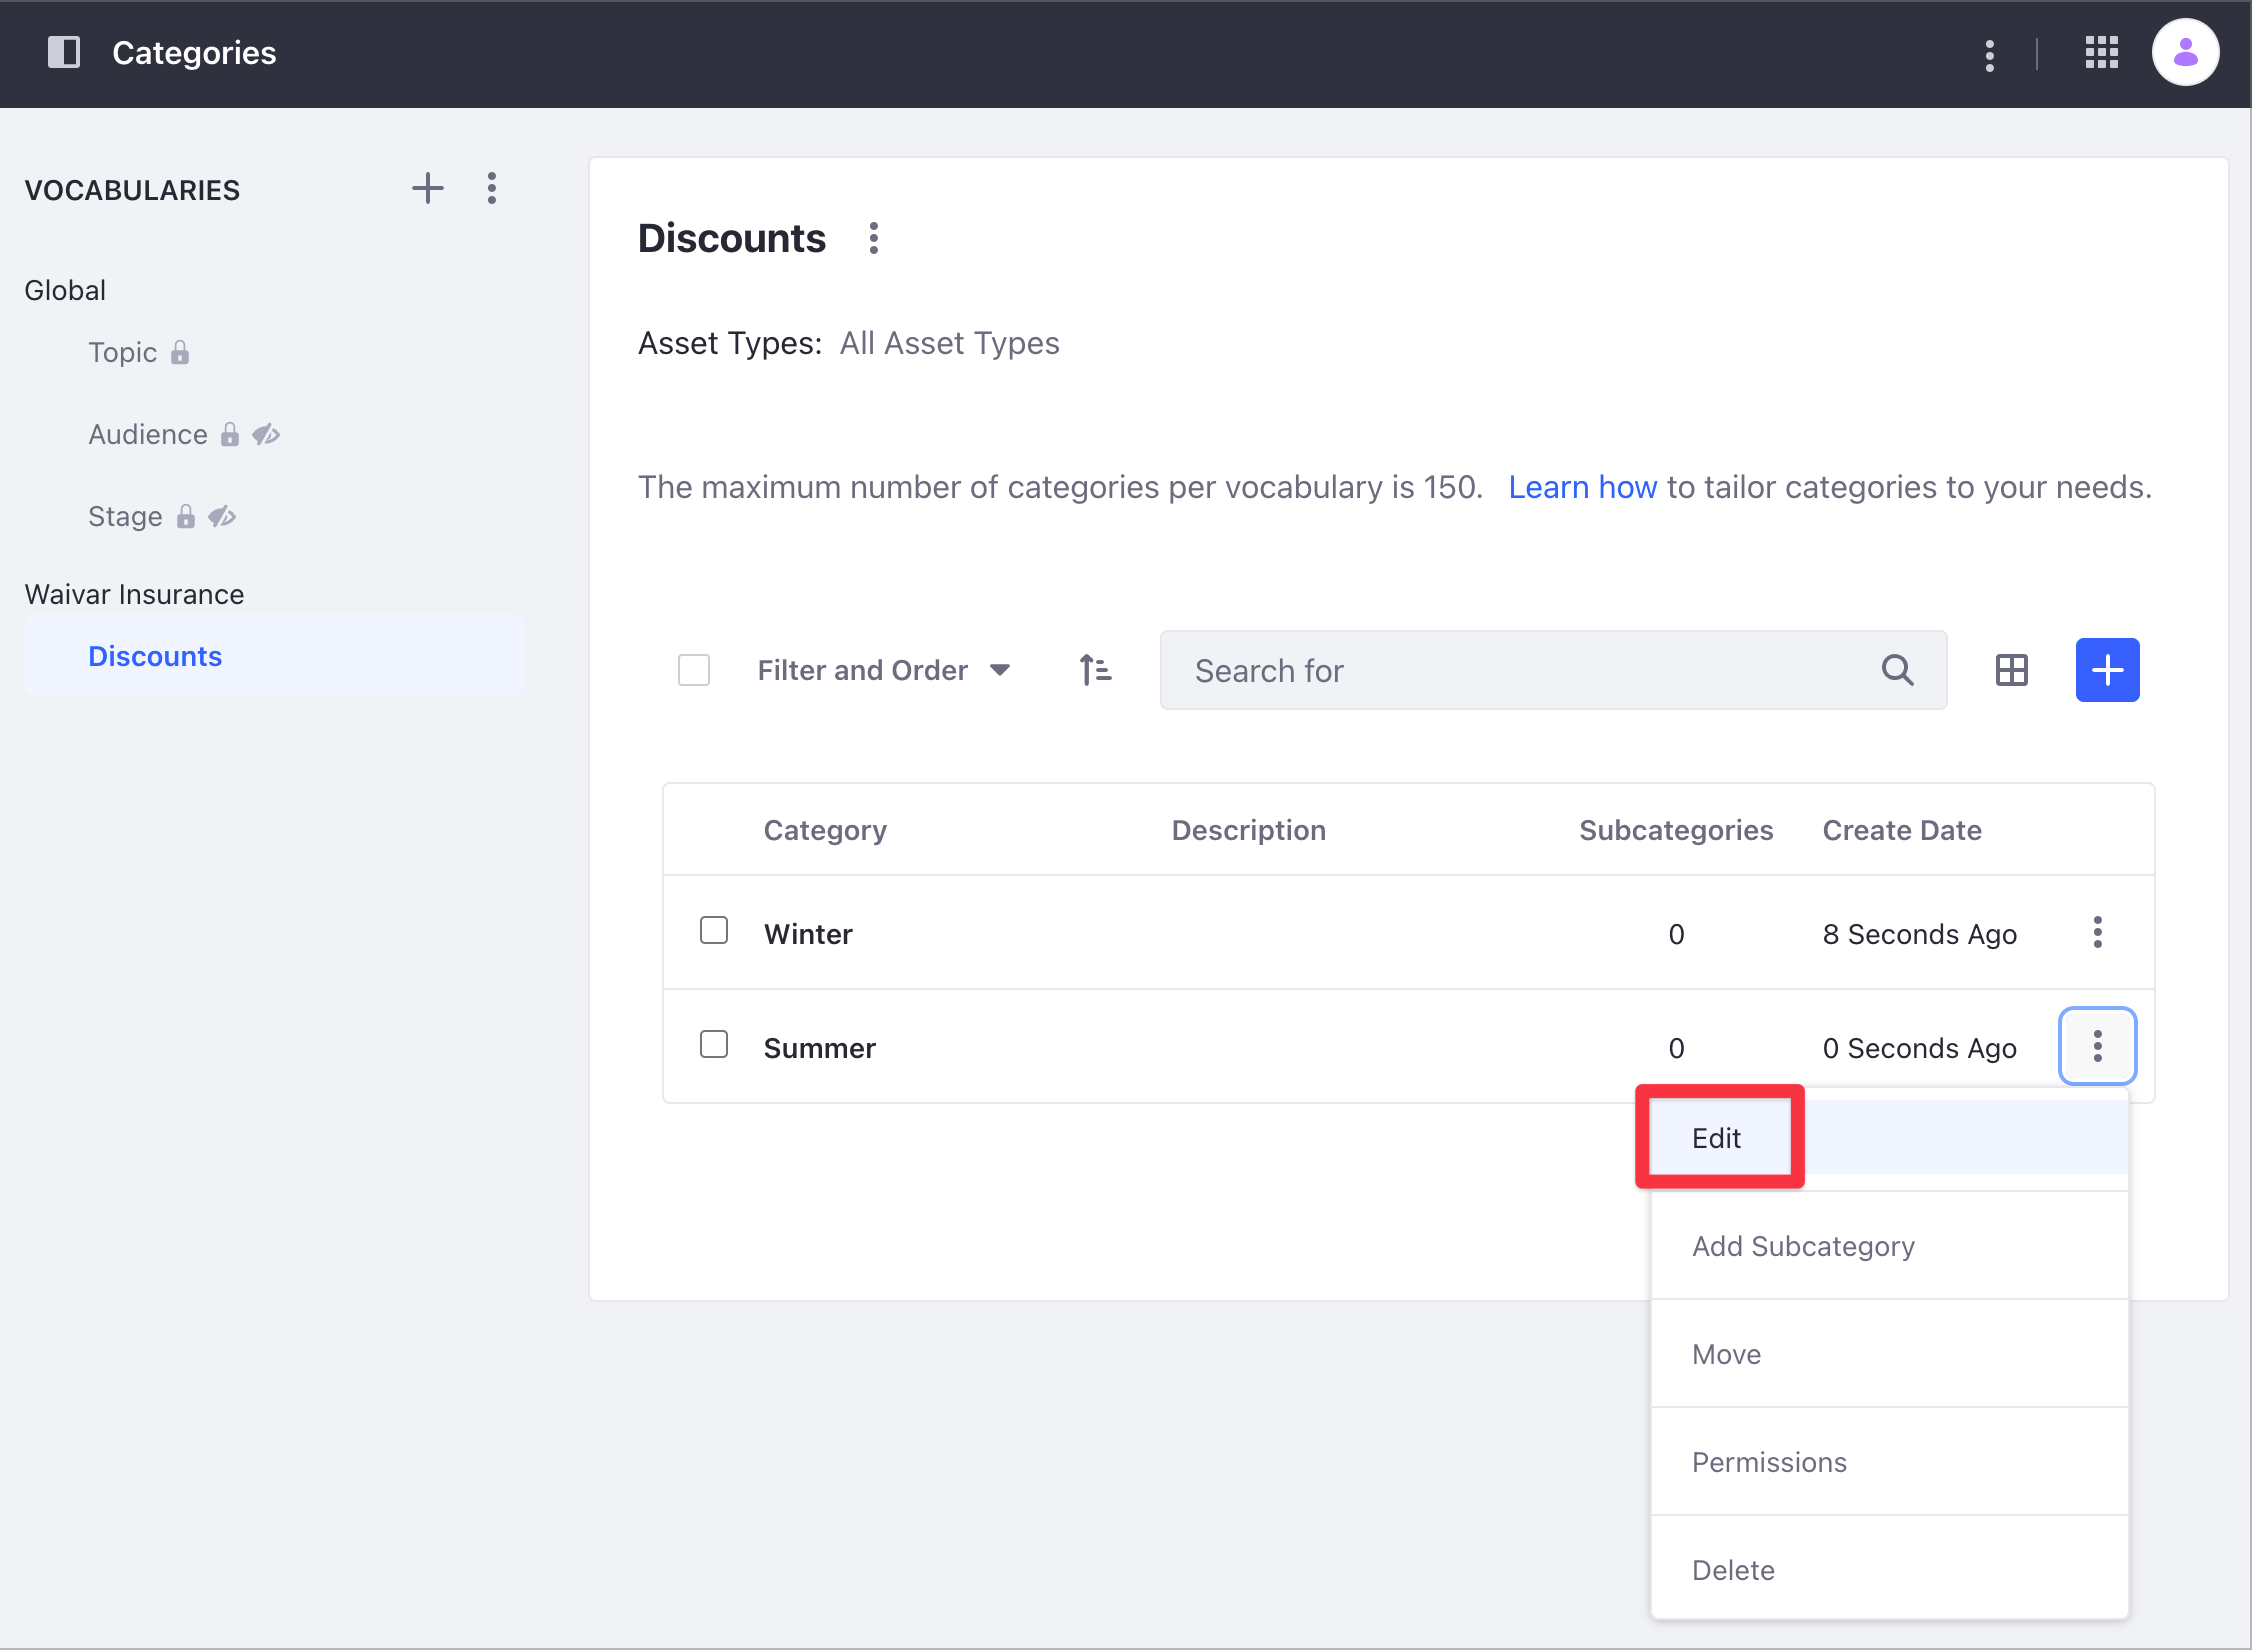 Categories
VOCABULARIES
Global
Topic
Audience
Stage
Waivar Insurance
Discounts
Discounts
Asset Types: All Asset Types
The maximum number of categories per vocabulary is 150. Learn how to tailor categories to your needs.
Filter and Order
Search for
Category Description Subcategories Create Date
Winter 0 8 Seconds Ago
Summer 0 0 Seconds Ago
Edit
Add Subcategory
Move
Permissions
Delete